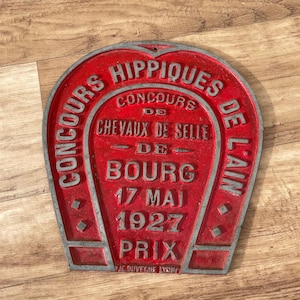 CONCOURS HIPPIQUES DE L'AIN
CONCOURS
DE
CHEVAUX DE SELLE
DE
BOURG
17 MAI
1927
PRIX